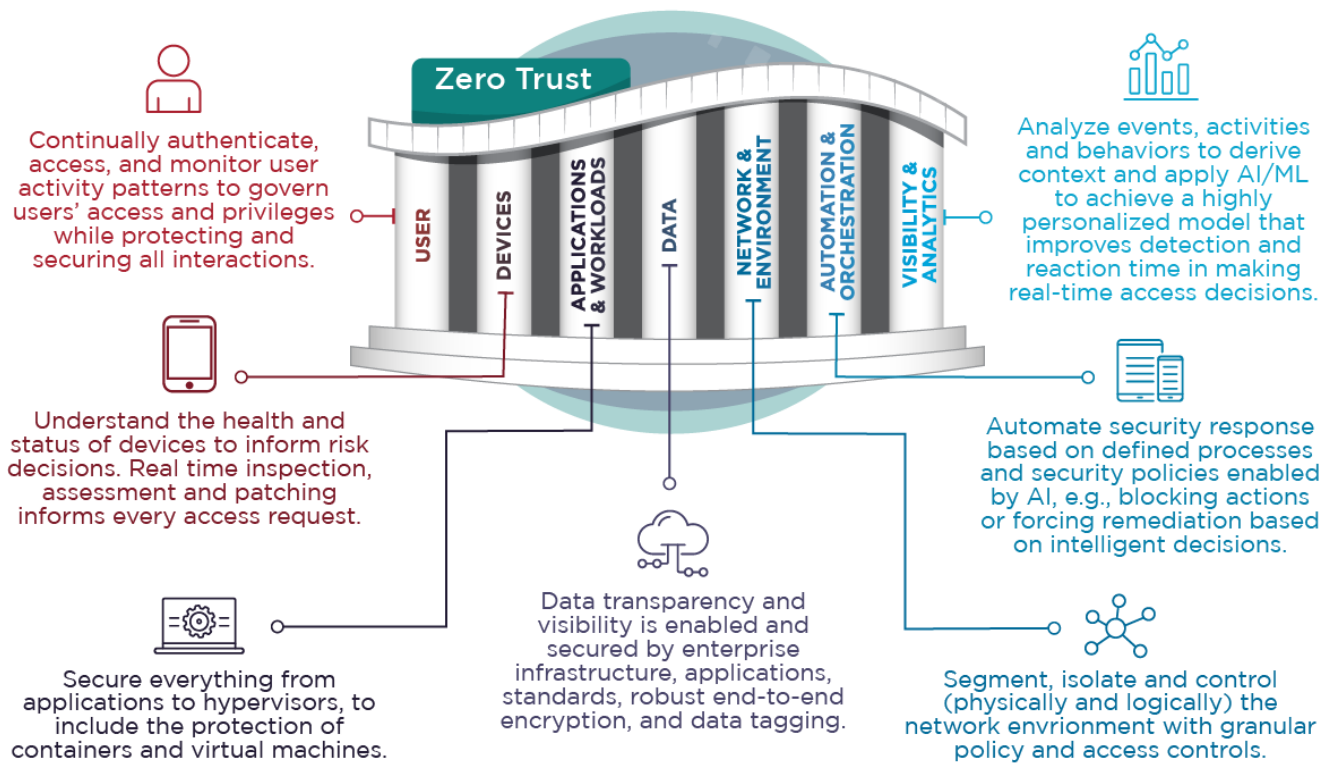 Zero Trust
USER
DEVICES
APPLICATIONS
& WORKLOADS
DATA
NETWORK &
ENVIRONMENT
AUTOMATION &
ORCHESTRATION
VISIBILITY &
ANALYTICS
Continually authenticate,
access, and monitor user
activity patterns to govern
users’ access and privileges
while protecting and
securing all interactions.
Understand the health and
status of devices to inform risk
decisions. Real time inspection,
assessment and patching
informs every access request.
Secure everything from
applications to hypervisors, to
include the protection of
containers and virtual machines.
Data transparency and
visibility is enabled and
secured by enterprise
infrastructure, applications,
standards, robust end-to-end
encryption, and data tagging.
Segment, isolate and control
(physically and logically) the
network envrionment with granular
policy and access controls.
Automate security response
based on defined processes
and security policies enabled
by AI, e.g., blocking actions
or forcing remediation based
on intelligent decisions.
Analyze events, activities
and behaviors to derive
context and apply AI/ML
to achieve a highly
personalized model that
improves detection and
reaction time in making
real-time access decisions.